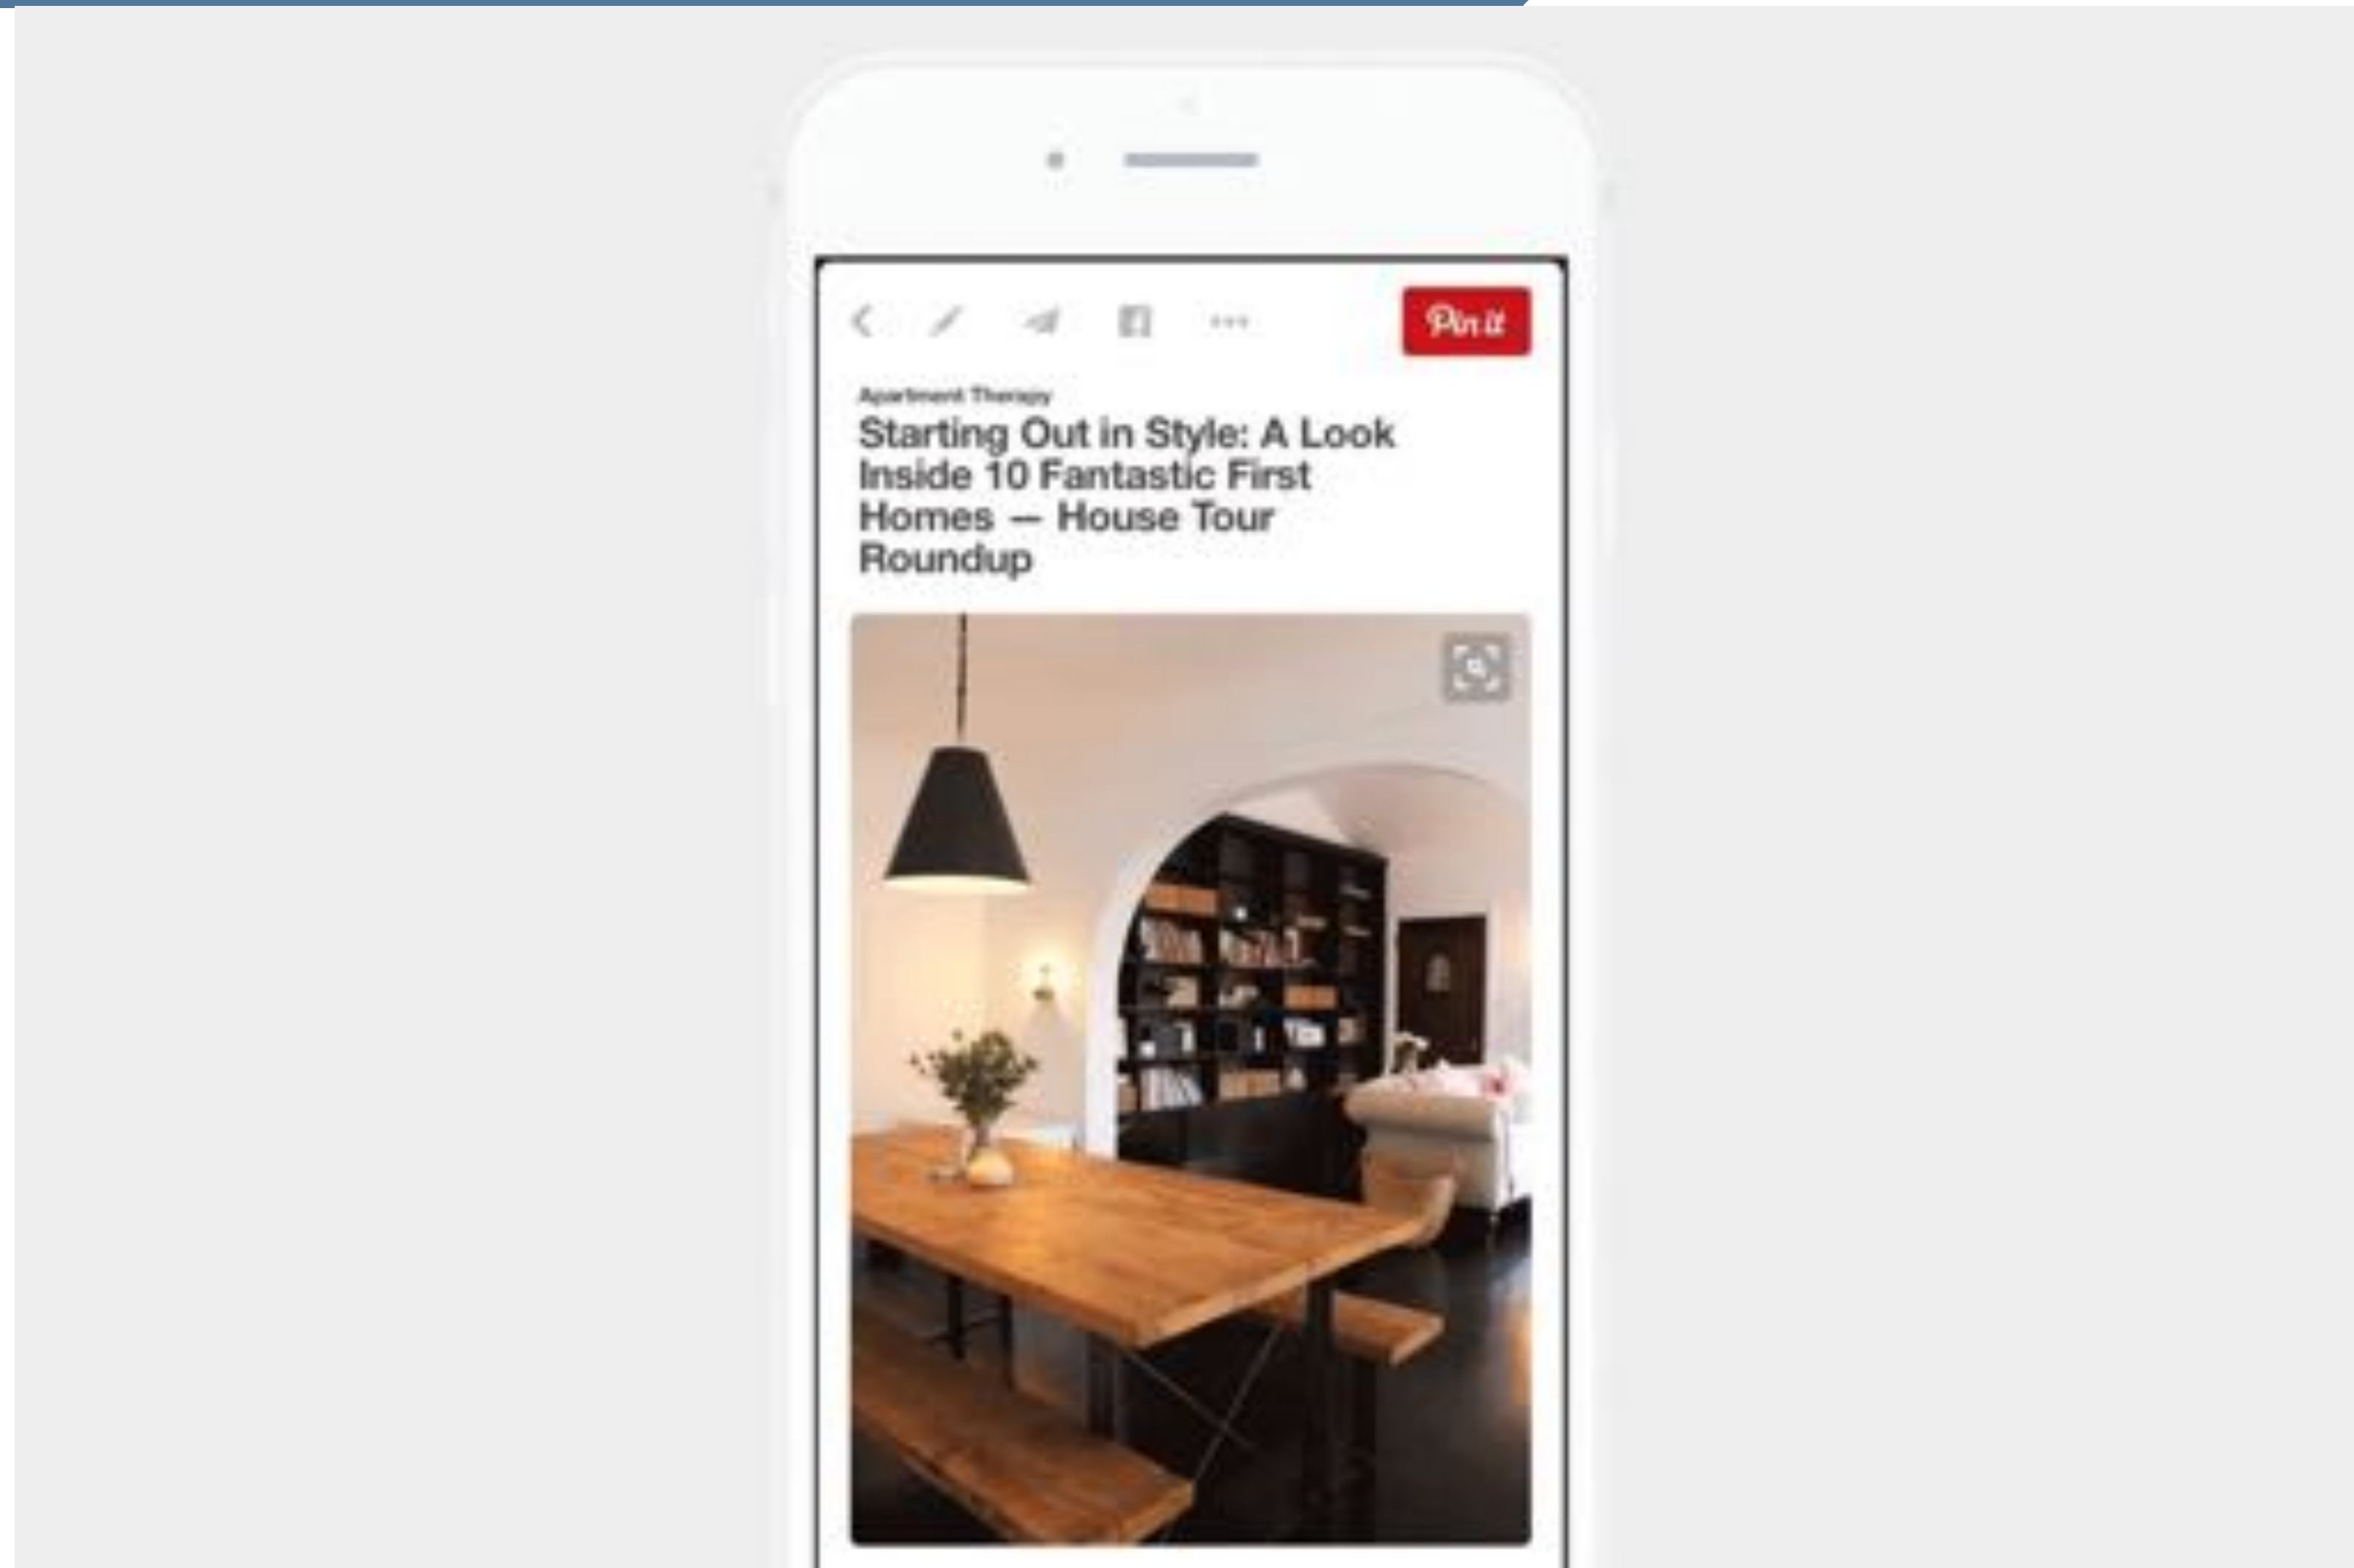 Pin it
Apartment Therapy
Starting Out in Style: A Look
Inside 10 Fantastic First
Homes — House Tour
Roundup